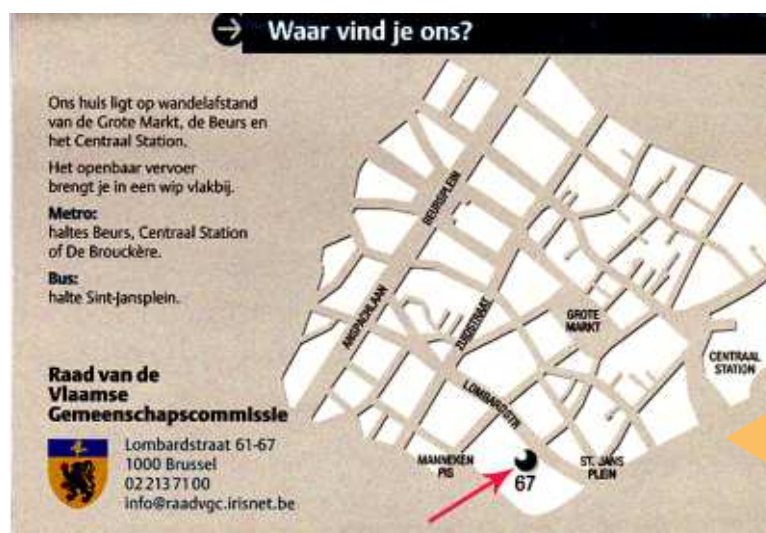 Waar vind je ons?
Ons huis ligt op wandelafstand
van de Grote Markt, de Beurs en
het Centraal Station.
Het openbaar vervoer
brengt je in een wip vlakbij.
Metro:
haltes Beurs, Centraal Station
of De Brouckère.
Bus:
halte Sint-Jansplein.
Raad van de
Vlaamse
Gemeenschapscommissie
Lombardstraat 61-67
1000 Brussel
02 213 71 00
info@raadvgc.irisnet.be
BEURSPLEIN
ANSPACHLAAN
ZUIDSTRAAT
GROTE
MARKT
CENTRAAL
STATION
LOMBARDSTR.
MANNEKEN
PIS
67
ST. JANS
PLEIN